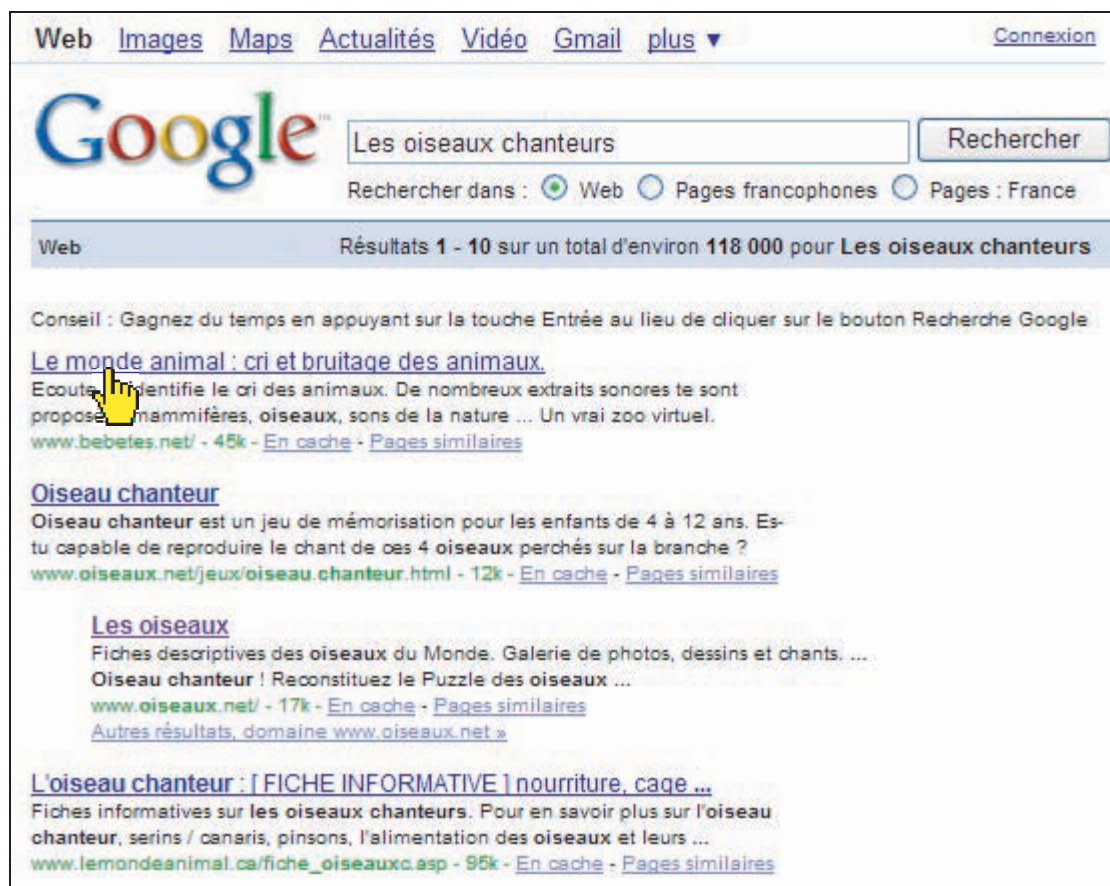 Web Images Maps Actualités Vidéo Gmail plus ▼ Connexion
Google™
Les oiseaux chanteurs Rechercher
Rechercher dans : Web Pages francophones Pages : France
Web Résultats 1 - 10 sur un total d'environ 118 000 pour Les oiseaux chanteurs
Conseil : Gagnez du temps en appuyant sur la touche Entrée au lieu de cliquer sur le bouton Recherche Google
Le monde animal : cri et bruitage des animaux.
Ecoute identifie le cri des animaux. De nombreux extraits sonores te sont
proposé mammifères, oiseaux, sons de la nature ... Un vrai zoo virtuel.
www.bebetes.net/ - 45k - En cache - Pages similaires
Oiseau chanteur
Oiseau chanteur est un jeu de mémorisation pour les enfants de 4 à 12 ans. Es-
tu capable de reproduire le chant de ces 4 oiseaux perchés sur la branche ?
www.oiseaux.net/jeux/oiseau.chanteur.html - 12k - En cache - Pages similaires
Les oiseaux
Fiches descriptives des oiseaux du Monde. Galerie de photos, dessins et chants. ...
Oiseau chanteur ! Reconstituez le Puzzle des oiseaux ...
www.oiseaux.net/ - 17k - En cache - Pages similaires
Autres résultats, domaine www.oiseaux.net »
L'oiseau chanteur : [ FICHE INFORMATIVE ] nourriture, cage ...
Fiches informatives sur les oiseaux chanteurs. Pour en savoir plus sur l'oiseau
chanteur, serins / canaris, pinsons, l'alimentation des oiseaux et leurs ...
www.lemondeanimal.ca/fiche_oiseauxc.asp - 95k - En cache - Pages similaires